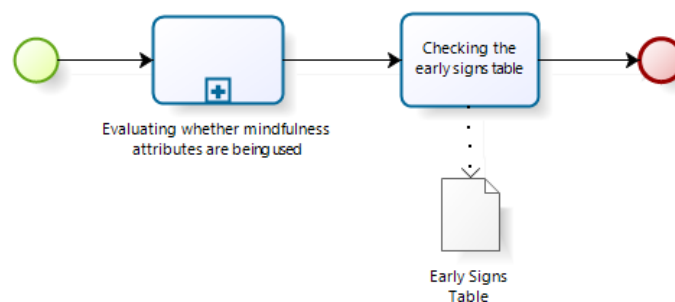 Checking the
early signs table
Evaluating whether mindfulness
attributes are being used
Early Signs
Table